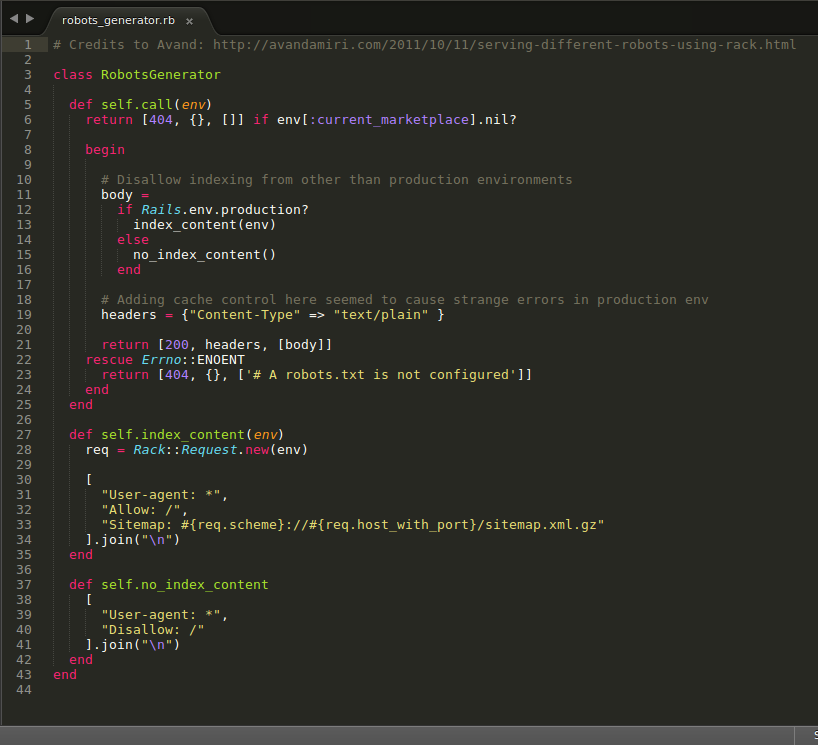 robots_generator.rb ×
1 # Credits to Avand: http://avandamiri.com/2011/10/11/serving-different-robots-using-rack.html
2
3 class RobotsGenerator
4
5   def self.call(env)
6     return [404, {}, []] if env[:current_marketplace].nil?
7
8     begin
9
10       # Disallow indexing from other than production environments
11       body =
12         if Rails.env.production?
13           index_content(env)
14         else
15           no_index_content()
16         end
17
18       # Adding cache control here seemed to cause strange errors in production env
19       headers = {"Content-Type" => "text/plain" }
20
21       return [200, headers, [body]]
22     rescue Errno::ENOENT
23       return [404, {}, ['# A robots.txt is not configured']]
24     end
25   end
26
27   def self.index_content(env)
28     req = Rack::Request.new(env)
29
30     [
31       "User-agent: *",
32       "Allow: /",
33       "Sitemap: #{req.scheme}://#{req.host_with_port}/sitemap.xml.gz"
34     ].join("\n")
35   end
36
37   def self.no_index_content
38     [
39       "User-agent: *",
40       "Disallow: /"
41     ].join("\n")
42   end
43 end
44